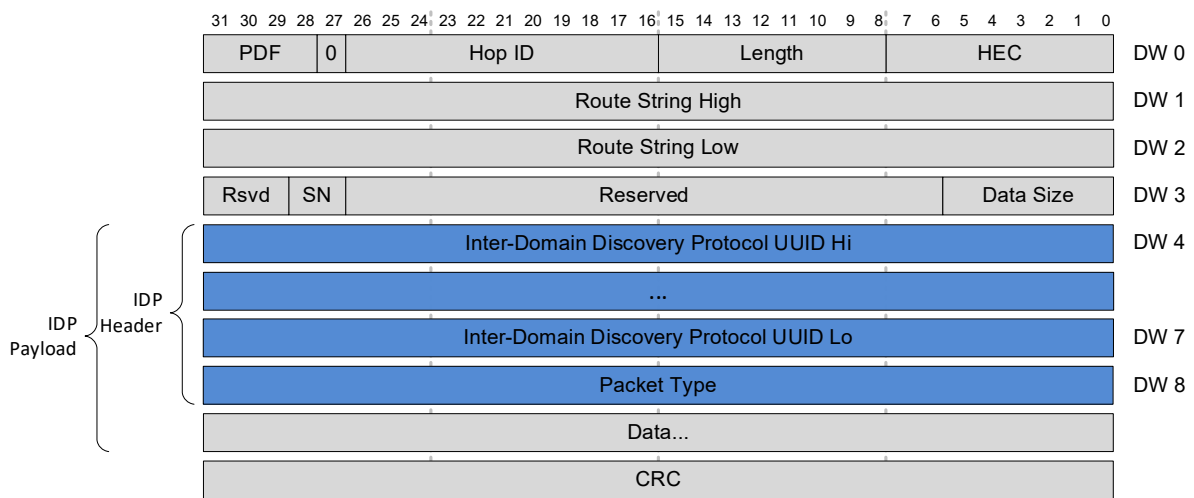 31 30 29 28 27 26 25 24 23 22 21 20 19 18 17 16 15 14 13 12 11 10 9 8 7 6 5 4 3 2 1 0
PDF 0 Hop ID Length HEC DW 0
Route String High DW 1
Route String Low DW 2
Rsvd SN Reserved Data Size DW 3
Inter-Domain Discovery Protocol UUID Hi DW 4
...
IDP
Header
IDP
Payload
Inter-Domain Discovery Protocol UUID Lo DW 7
Packet Type DW 8
Data...
CRC